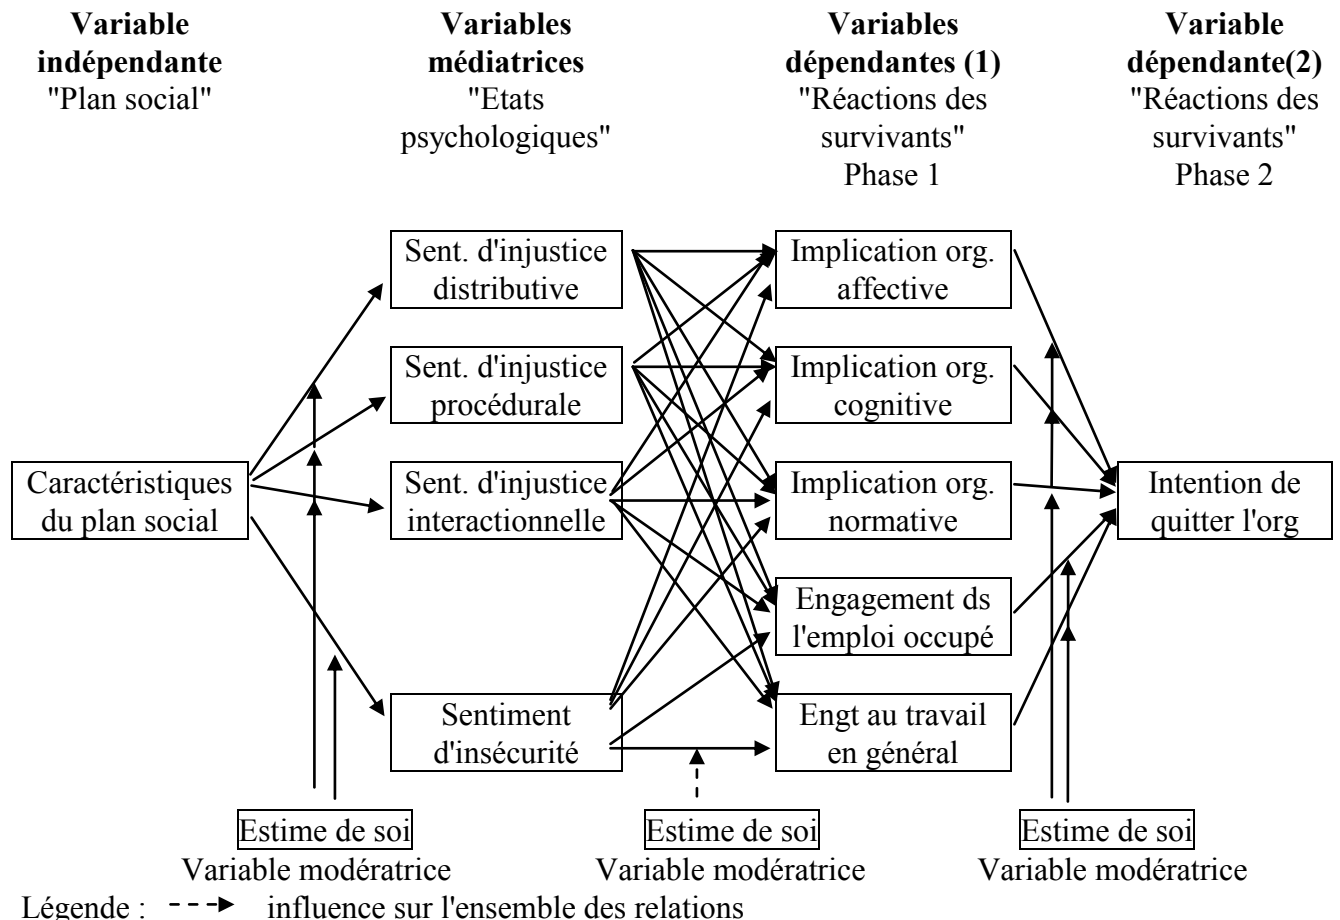 Variable
indépendante
"Plan social"
Variables
médiatrices
"Etats
psychologiques"
Variables
dépendantes (1)
"Réactions des
survivants"
Phase 1
Variable
dépendante(2)
"Réactions des
survivants"
Phase 2
Caractéristiques
du plan social
Sent. d'injustice
distributive
Sent. d'injustice
procédurale
Sent. d'injustice
interactionnelle
Sentiment
d'insécurité
Implication org.
affective
Implication org.
cognitive
Implication org.
normative
Engagement ds
l'emploi occupé
Engt au travail
en général
Intention de
quitter l'org
Estime de soi
Variable modératrice
Estime de soi
Variable modératrice
Estime de soi
Variable modératrice
Légende : influence sur l'ensemble des relations